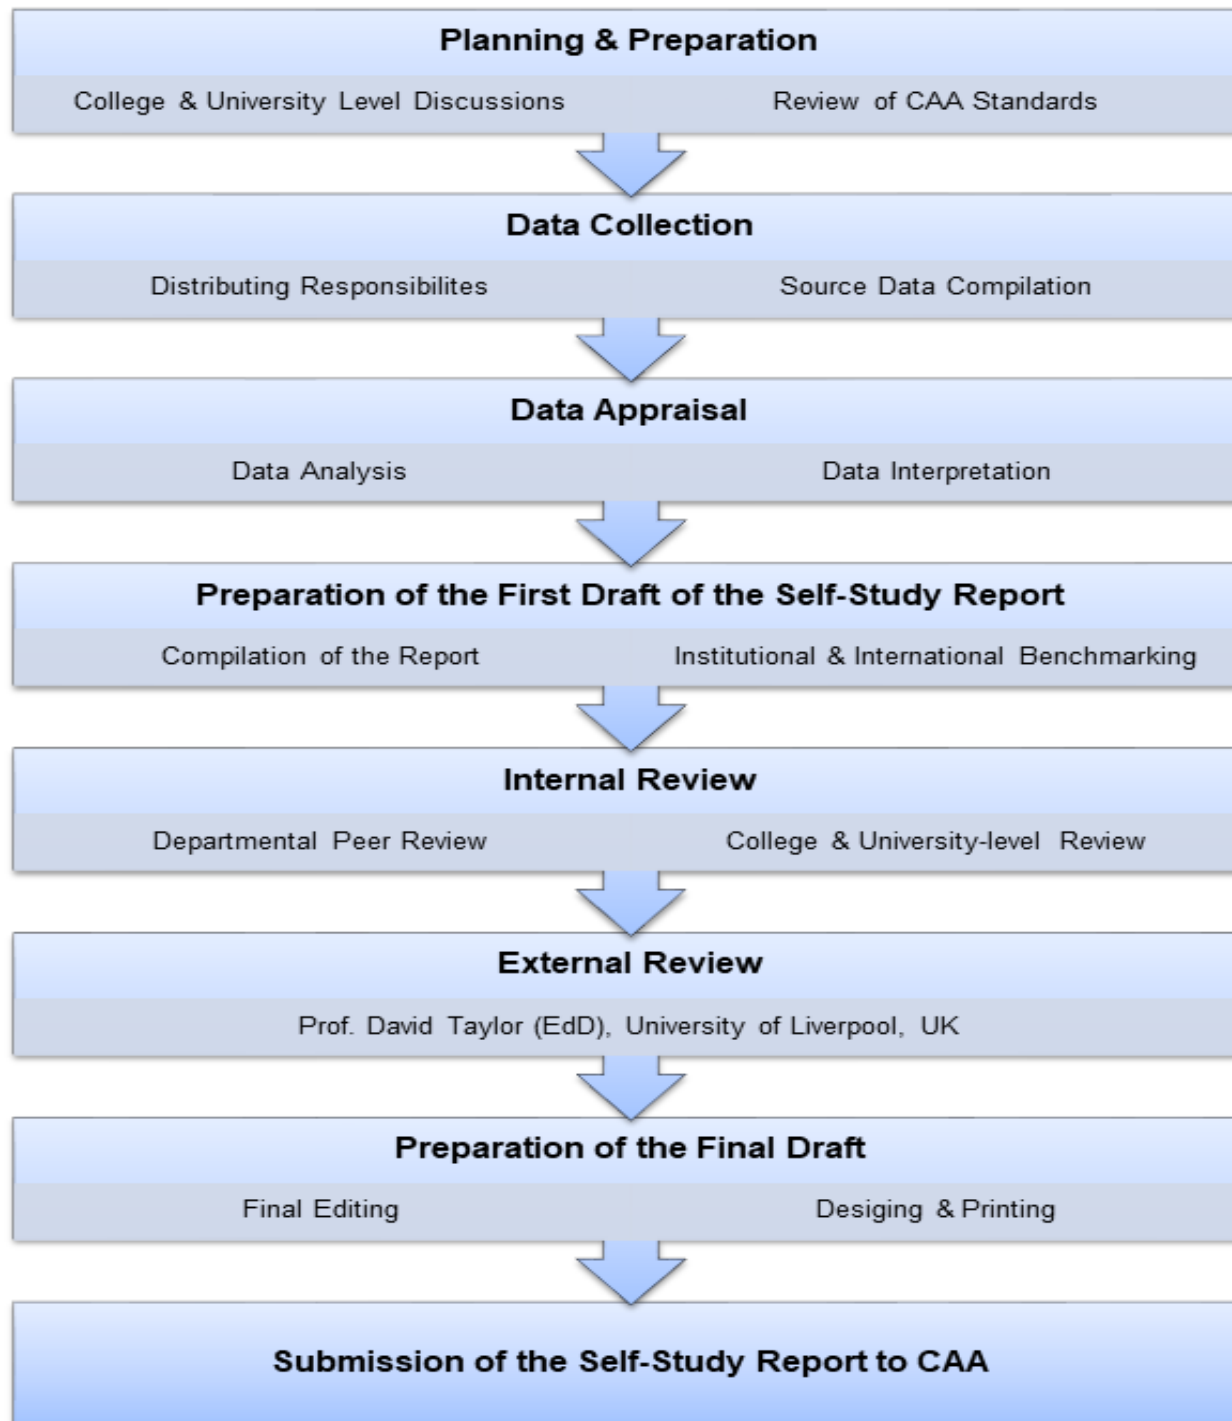 Planning & Preparation
College & University Level Discussions Review of CAA Standards
Data Collection
Distributing Responsibilites Source Data Compilation
Data Appraisal
Data Analysis Data Interpretation
Preparation of the First Draft of the Self-Study Report
Compilation of the Report Institutional & International Benchmarking
Internal Review
Departmental Peer Review College & University-level Review
External Review
Prof. David Taylor (EdD), University of Liverpool, UK
Preparation of the Final Draft
Final Editing Desiging & Printing
Submission of the Self-Study Report to CAA